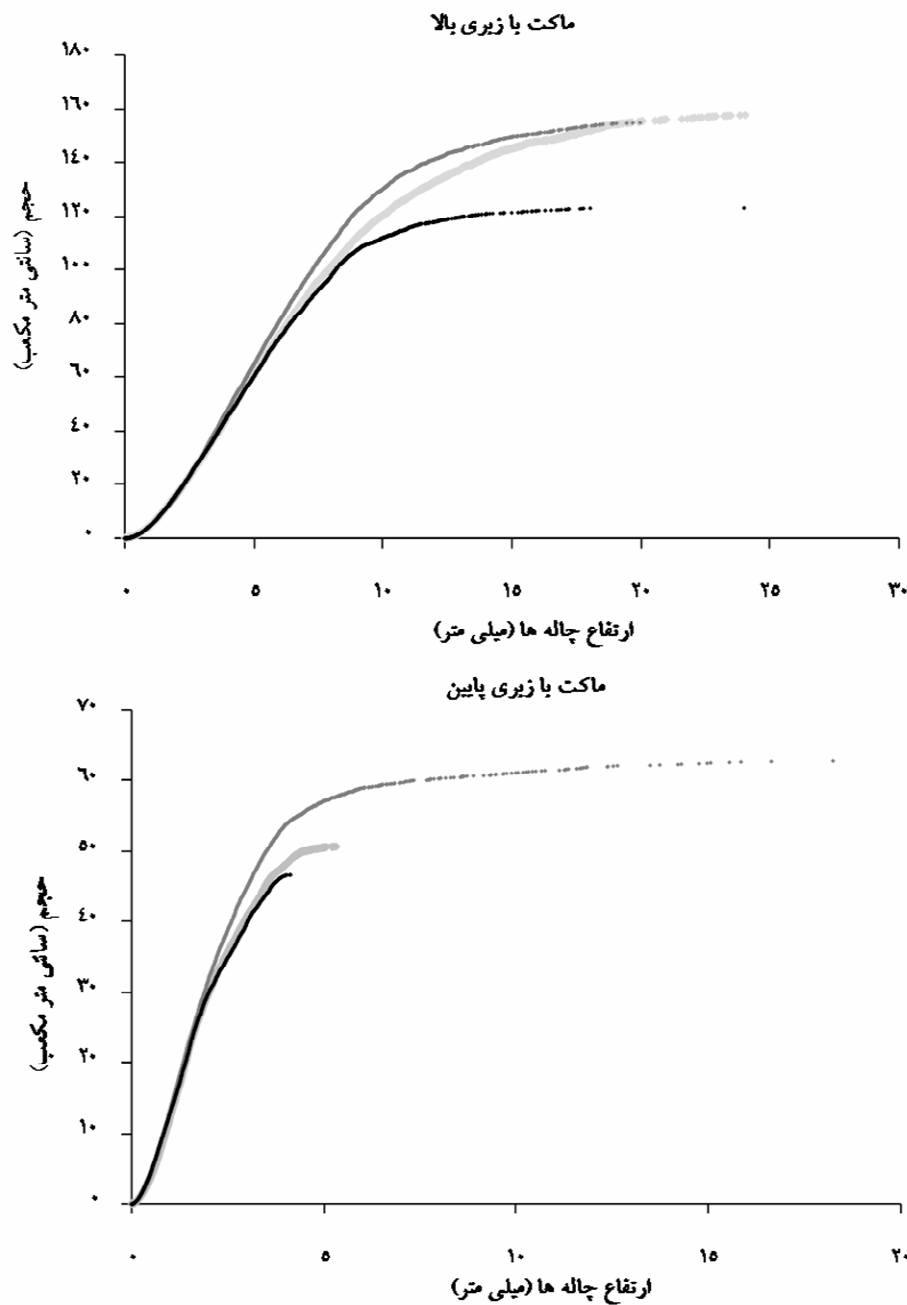 ماکت با زبری بالا
۱۸۰
۱۶۰
۱۴۰
۱۲۰
۱۰۰
۸۰
۶۰
۴۰
۲۰
۰
حجم (سانتی متر مکعب)
۰ ۵ ۱۰ ۱۵ ۲۰ ۲۵ ۳۰
ارتفاع چاله ها (میلی متر)
ماکت با زبری پایین
۷۰
۶۰
۵۰
۴۰
۳۰
۲۰
۱۰
۰
حجم (سانتی متر مکعب)
۰ ۵ ۱۰ ۱۵ ۲۰
ارتفاع چاله ها (میلی متر)